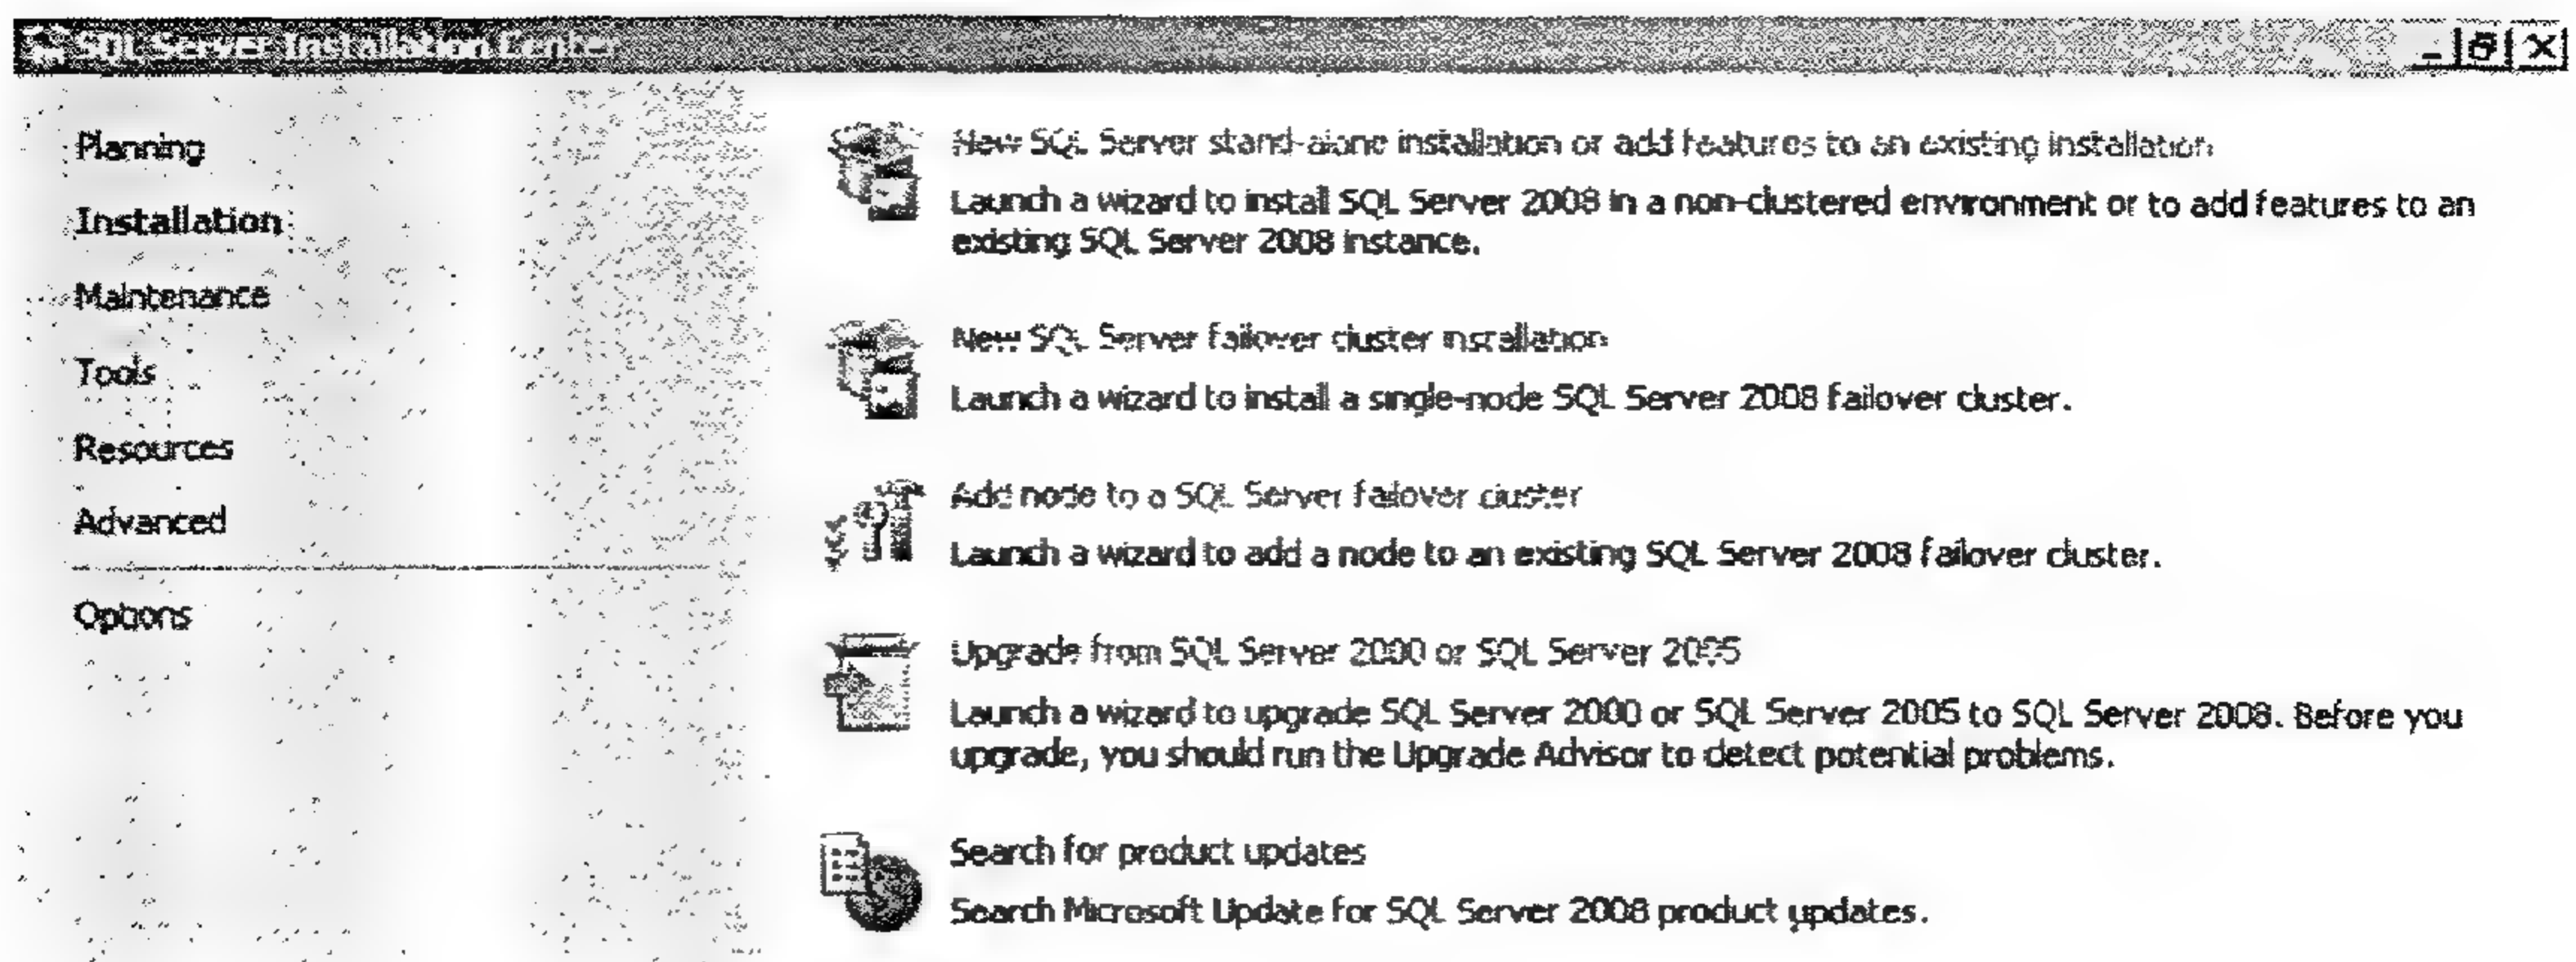 SQL Server Installation Center
Planning
Installation
Maintenance
Tools
Resources
Advanced
Options
New SQL Server stand-alone installation or add features to an existing installation
Launch a wizard to install SQL Server 2008 in a non-clustered environment or to add features to an
existing SQL Server 2008 instance.
New SQL Server failover cluster installation
Launch a wizard to install a single-node SQL Server 2008 failover cluster.
Add node to a SQL Server failover cluster
Launch a wizard to add a node to an existing SQL Server 2008 failover cluster.
Upgrade from SQL Server 2000 or SQL Server 2005
Launch a wizard to upgrade SQL Server 2000 or SQL Server 2005 to SQL Server 2008. Before you
upgrade, you should run the Upgrade Advisor to detect potential problems.
Search for product updates
Search Microsoft Update for SQL Server 2008 product updates.